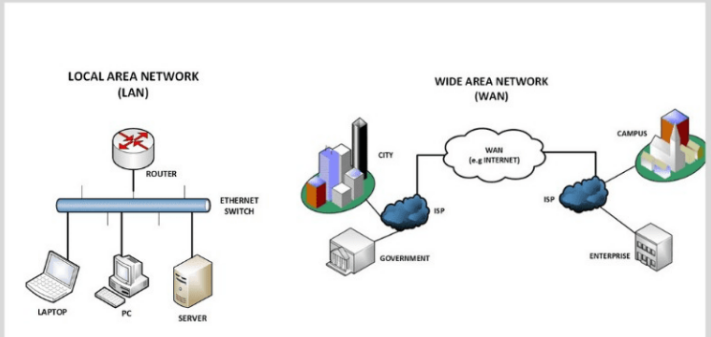 LOCAL AREA NETWORK
(LAN)
ROUTER
ETHERNET
SWITCH
LAPTOP
PC
SERVER
WIDE AREA NETWORK
(WAN)
CITY
WAN
(e.g INTERNET)
CAMPUS
ISP
ISP
GOVERNMENT
ENTERPRISE